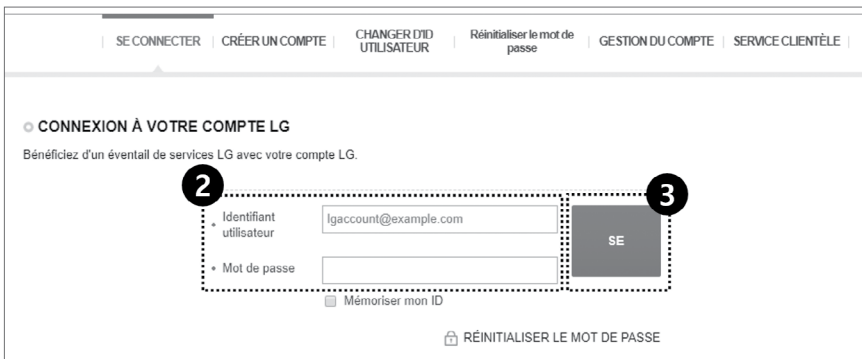 SE CONNECTER
CRÉER UN COMPTE
CHANGER D'ID
UTILISATEUR
Réinitialiser le mot de
passe
GESTION DU COMPTE
SERVICE CLIENTÈLE
CONNEXION À VOTRE COMPTE LG
Bénéficiez d'un éventail de services LG avec votre compte LG.
2
3
Identifiant
utilisateur
lgaccount@example.com
SE
Mot de passe
Mémoriser mon ID
RÉINITIALISER LE MOT DE PASSE